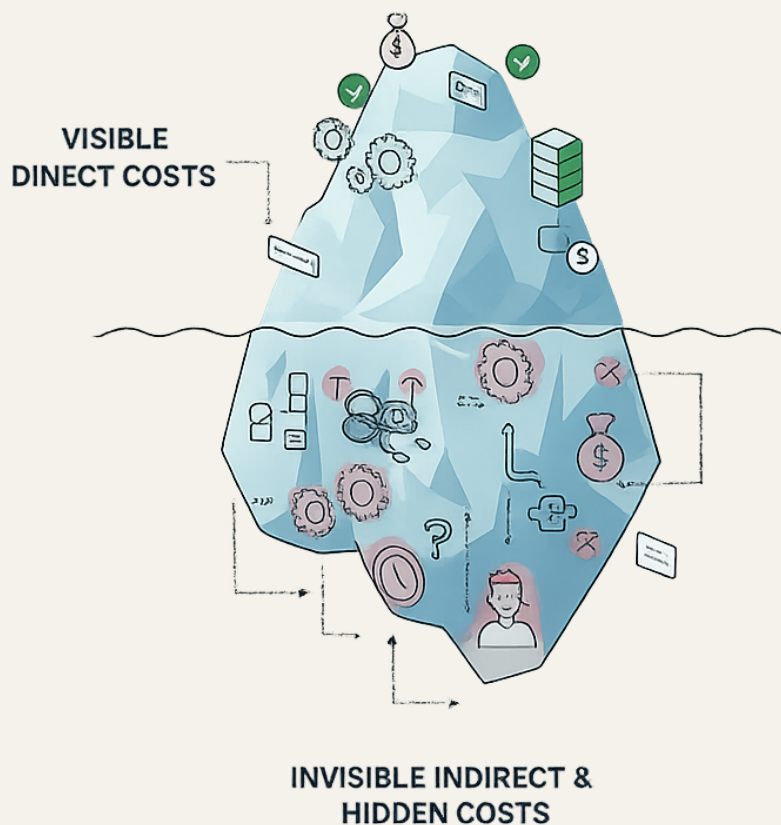 VISIBLE
DINECT COSTS
$
$
$
INVISIBLE INDIRECT &
HIDDEN COSTS